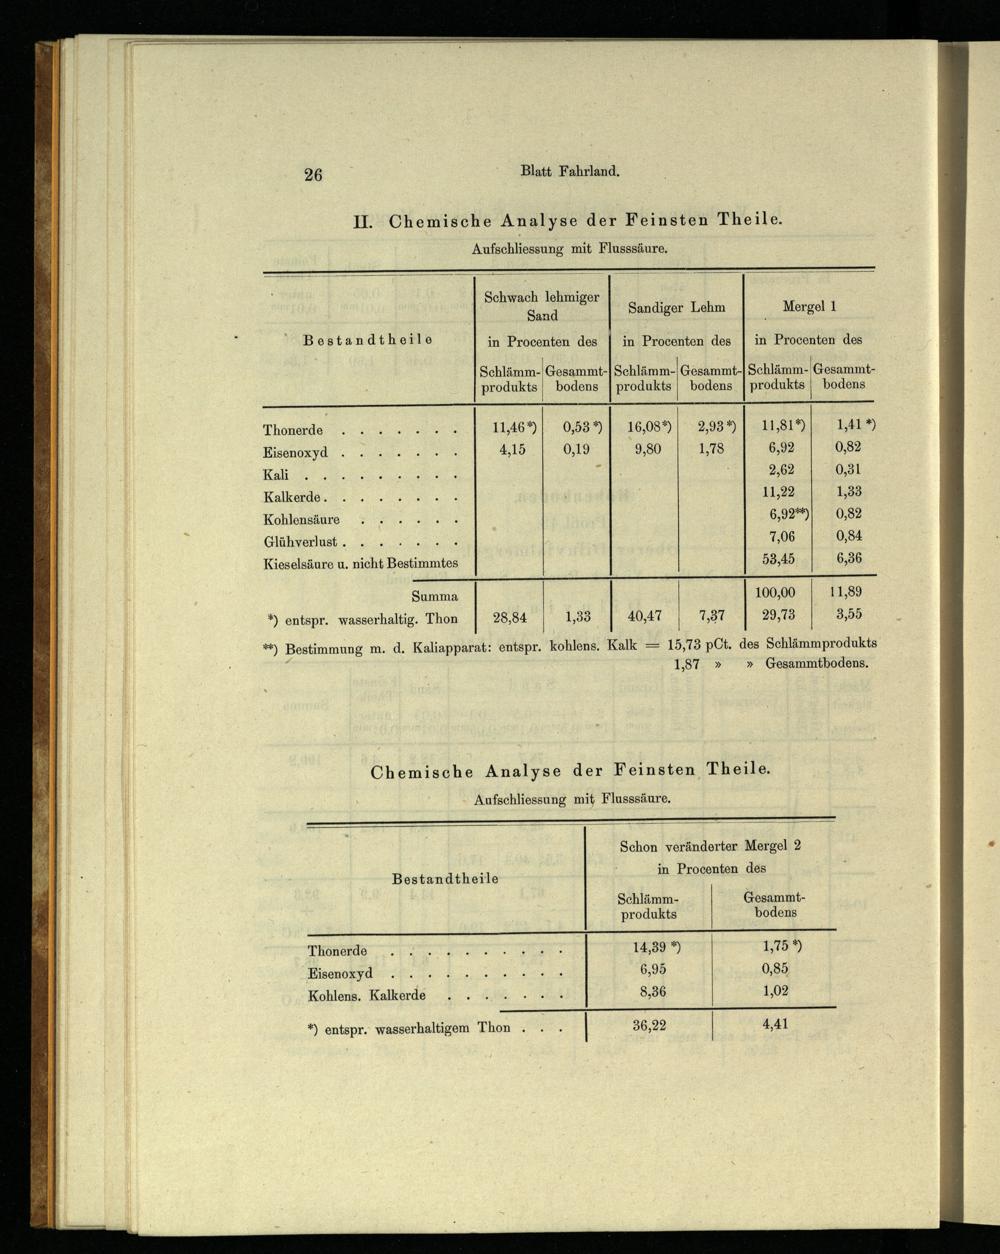 26
Blatt Fahrland.
II. Chemische Analyse der Feinsten Theile.
Aufschliessung mit Flusssäure.
Bestandtheile
Schwach lehmiger Sand
in Procenten des
Sandiger Lehm
in Procenten des
Mergel 1
in Procenten des
Schlämm-produkts Gesammt-bodens Schlämm-produkts Gesammt-bodens Schlämm-produkts Gesammt-bodens
Thonerde . . . . . . . 11,46*) 0,53*) 16,08*) 2,93*) 11,81*) 1,41*)
Eisenoxyd . . . . . . . 4,15 0,19 9,80 1,78 6,92 0,82
Kali . . . . . . . . . 2,62 0,31
Kalkerde . . . . . . . . 11,22 1,33
Kohlensäure . . . . . . 6,92**) 0,82
Glühverlust . . . . . . . 7,06 0,84
Kieselsäure u. nicht Bestimmtes 53,45 6,36
Summa 100,00 11,89
*) entspr. wasserhaltig. Thon 28,84 1,33 40,47 7,37 29,73 3,55
**) Bestimmung m. d. Kaliapparat: entspr. kohlens. Kalk = 15,73 pCt. des Schlämmprodukts
1,87 » » Gesammtbodens.
Chemische Analyse der Feinsten Theile.
Aufschliessung mit Flusssäure.
Bestandtheile
Schon veränderter Mergel 2
in Procenten des
Schlämm-produkts Gesammt-bodens
Thonerde . . . . . . . . . . 14,39 *) 1,75 *)
Eisenoxyd . . . . . . . . . . 6,95 0,85
Kohlens. Kalkerde . . . . . . . 8,36 1,02
*) entspr. wasserhaltigem Thon . . . 36,22 4,41